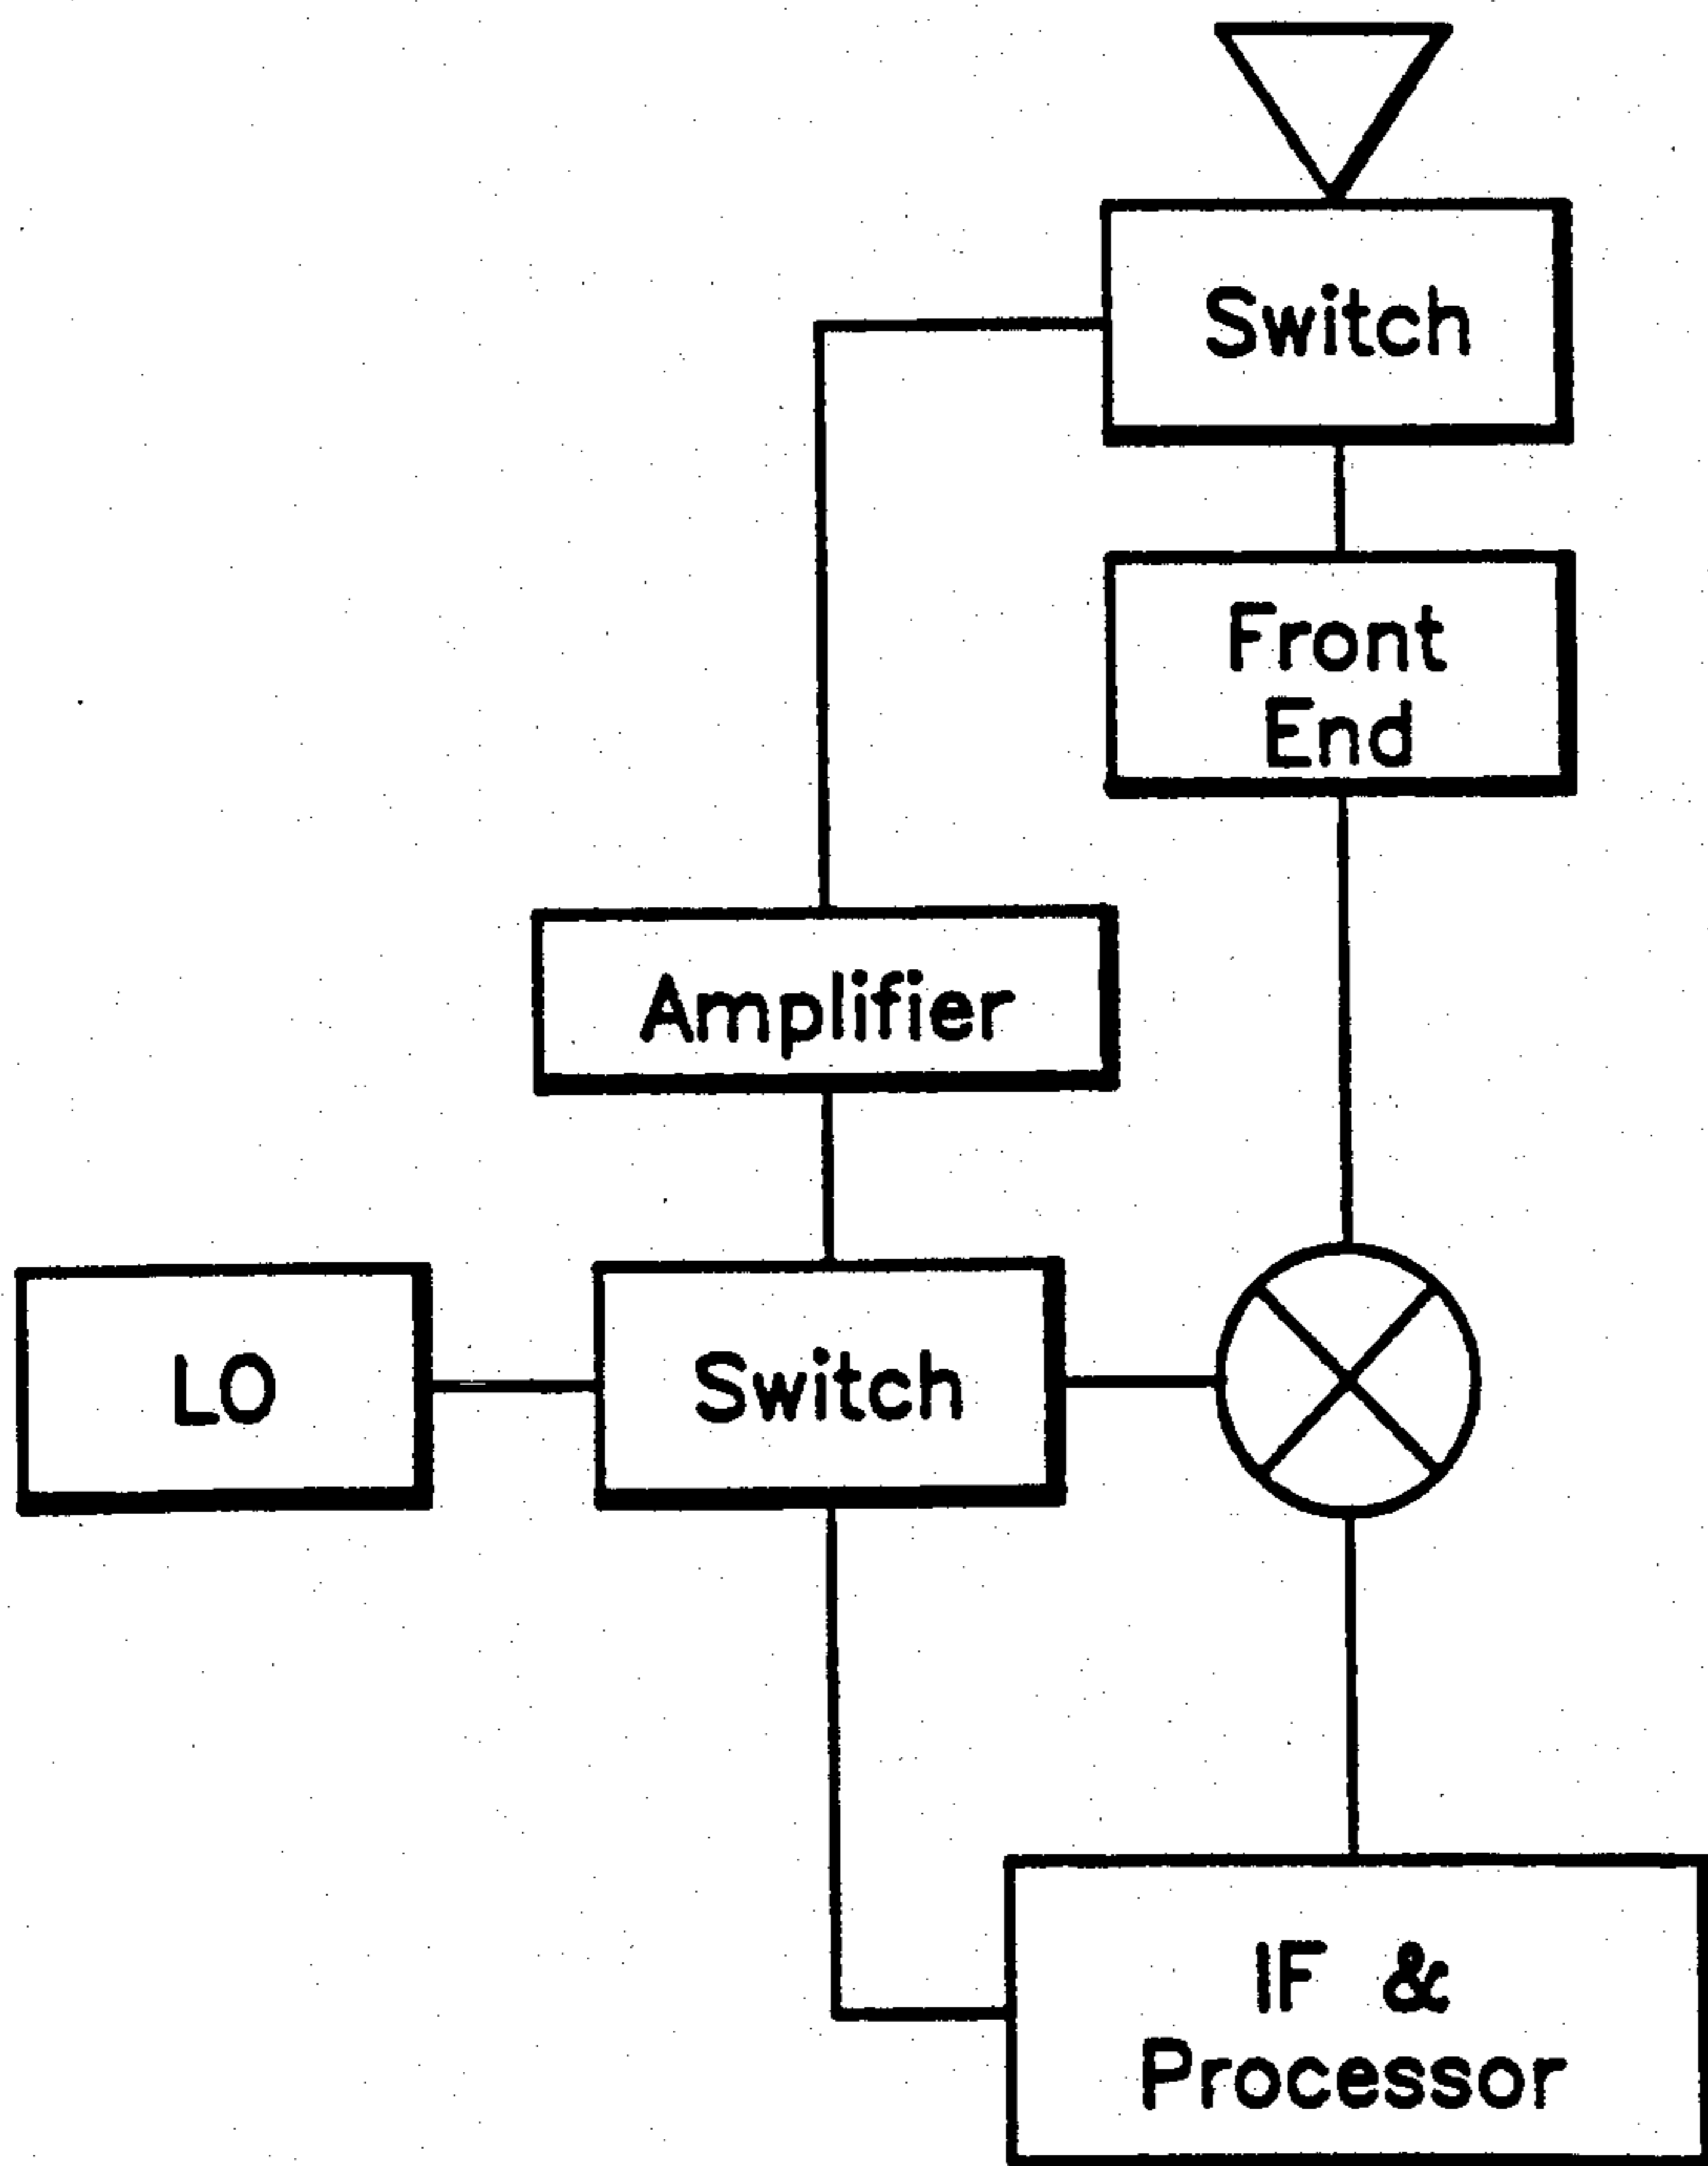 Switch
Front
End
Amplifier
LO
Switch
IF &
Processor